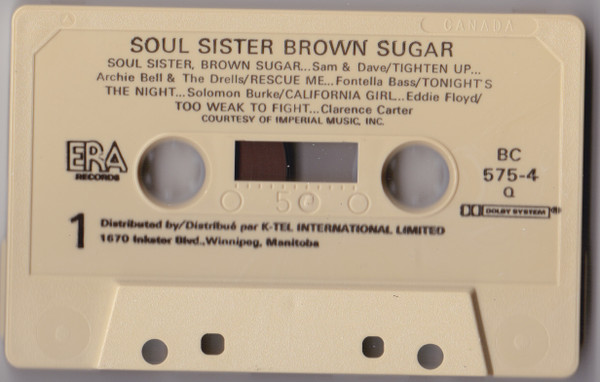 CANADA
SOUL SISTER BROWN SUGAR
SOUL SISTER, BROWN SUGAR...Sam & Dave/TIGHTEN UP...
Archie Bell & The Drells/RESCUE ME...Fontella Bass/TONIGHT'S
THE NIGHT...Solomon Burke/CALIFORNIA GIRL...Eddie Floyd/
TOO WEAK TO FIGHT...Clarence Carter
COURTESY OF IMPERIAL MUSIC, INC.
ERA
RECORDS
BC
575-4
Q
50
DOLBY SYSTEM
1
Distributed by/Distribué par K-TEL INTERNATIONAL LIMITED
1670 Inkster Blvd.,Winnipeg, Manitoba